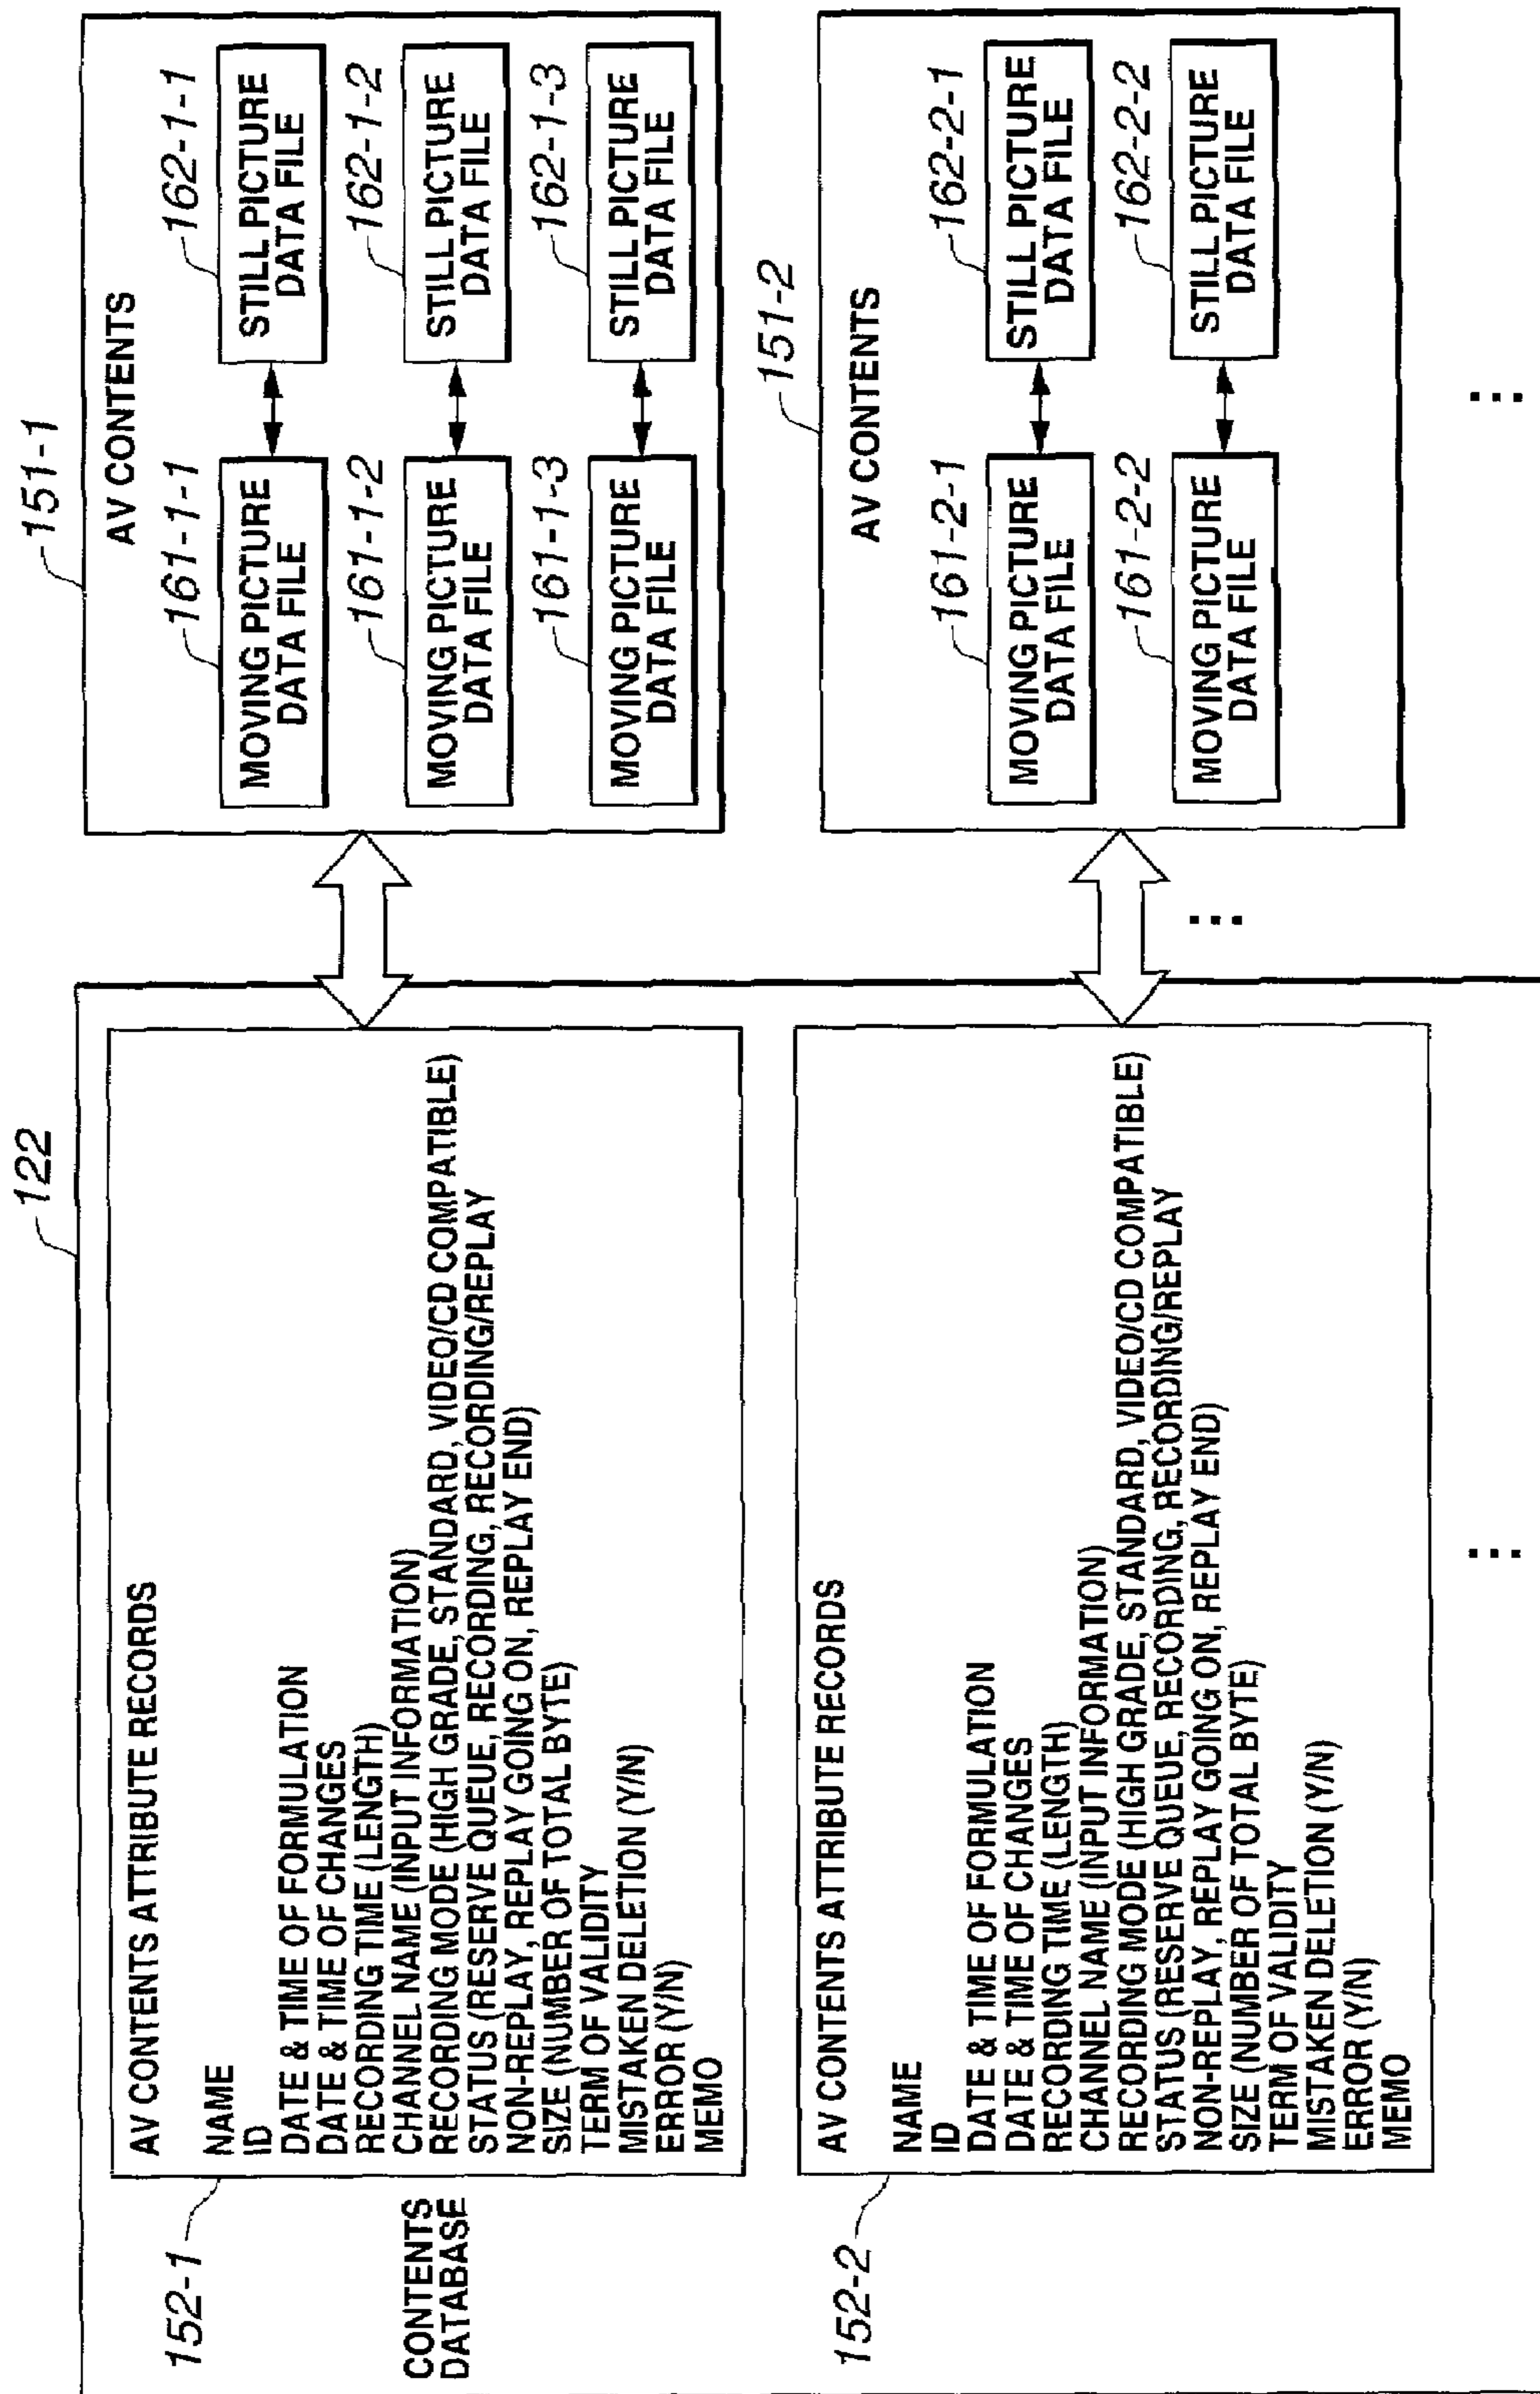 122
152-1
AV CONTENTS ATTRIBUTE RECORDS
NAME
ID
DATE & TIME OF FORMULATION
DATE & TIME OF CHANGES
RECORDING TIME (LENGTH)
CHANNEL NAME (INPUT INFORMATION)
RECORDING MODE (HIGH GRADE, STANDARD, VIDEO/CD COMPATIBLE)
STATUS (RESERVE QUEUE, RECORDING, RECORDING/REPLAY
NON-REPLAY, REPLAY GOING ON, REPLAY END)
SIZE (NUMBER OF TOTAL BYTE)
TERM OF VALIDITY
MISTAKEN DELETION (Y/N)
ERROR (Y/N)
MEMO
CONTENTS
DATABASE
152-2
AV CONTENTS ATTRIBUTE RECORDS
NAME
ID
DATE & TIME OF FORMULATION
DATE & TIME OF CHANGES
RECORDING TIME (LENGTH)
CHANNEL NAME (INPUT INFORMATION)
RECORDING MODE (HIGH GRADE, STANDARD, VIDEO/CD COMPATIBLE)
STATUS (RESERVE QUEUE, RECORDING, RECORDING/REPLAY
NON-REPLAY, REPLAY GOING ON, REPLAY END)
SIZE (NUMBER OF TOTAL BYTE)
TERM OF VALIDITY
MISTAKEN DELETION (Y/N)
ERROR (Y/N)
MEMO
151-1
AV CONTENTS
161-1-1
MOVING PICTURE
DATA FILE
162-1-1
STILL PICTURE
DATA FILE
161-1-2
MOVING PICTURE
DATA FILE
162-1-2
STILL PICTURE
DATA FILE
161-1-3
MOVING PICTURE
DATA FILE
162-1-3
STILL PICTURE
DATA FILE
151-2
AV CONTENTS
161-2-1
MOVING PICTURE
DATA FILE
162-2-1
STILL PICTURE
DATA FILE
161-2-2
MOVING PICTURE
DATA FILE
162-2-2
STILL PICTURE
DATA FILE